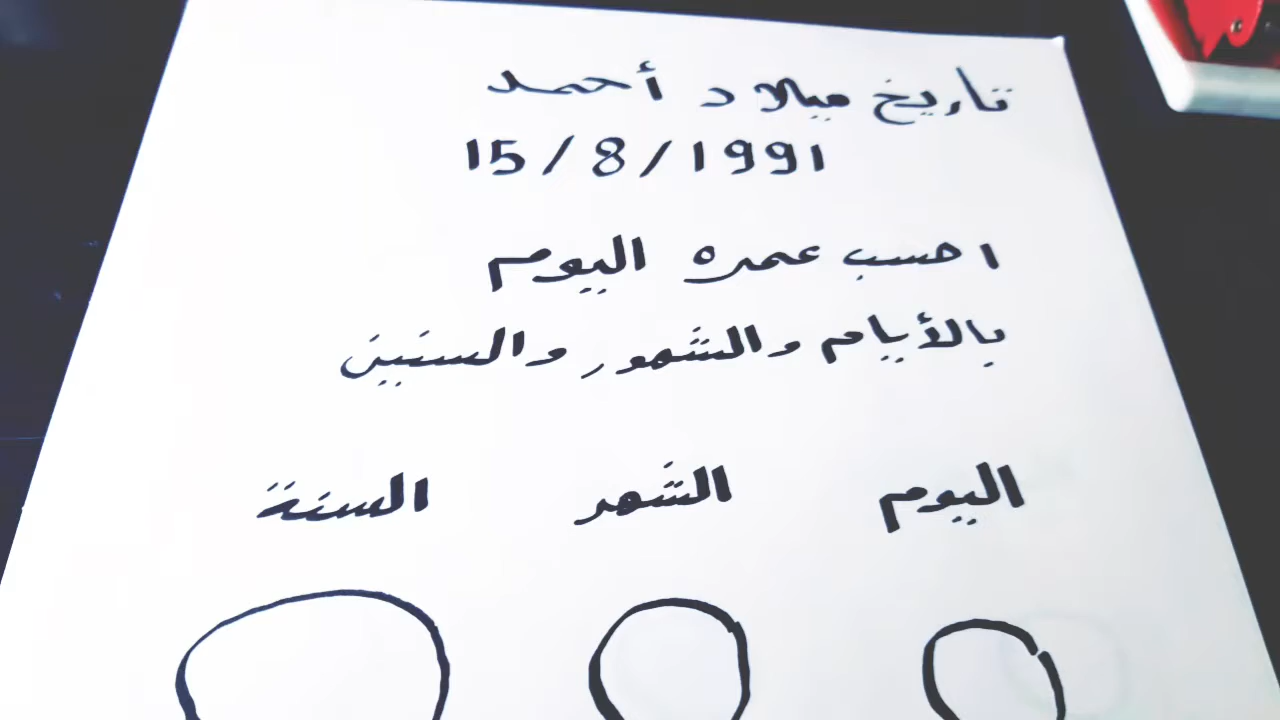 تاريخ ميلاد أحمد
15/8/1991
احسب عمره اليوم
بالأيام والشهور والسنين
اليوم الشهر السنة